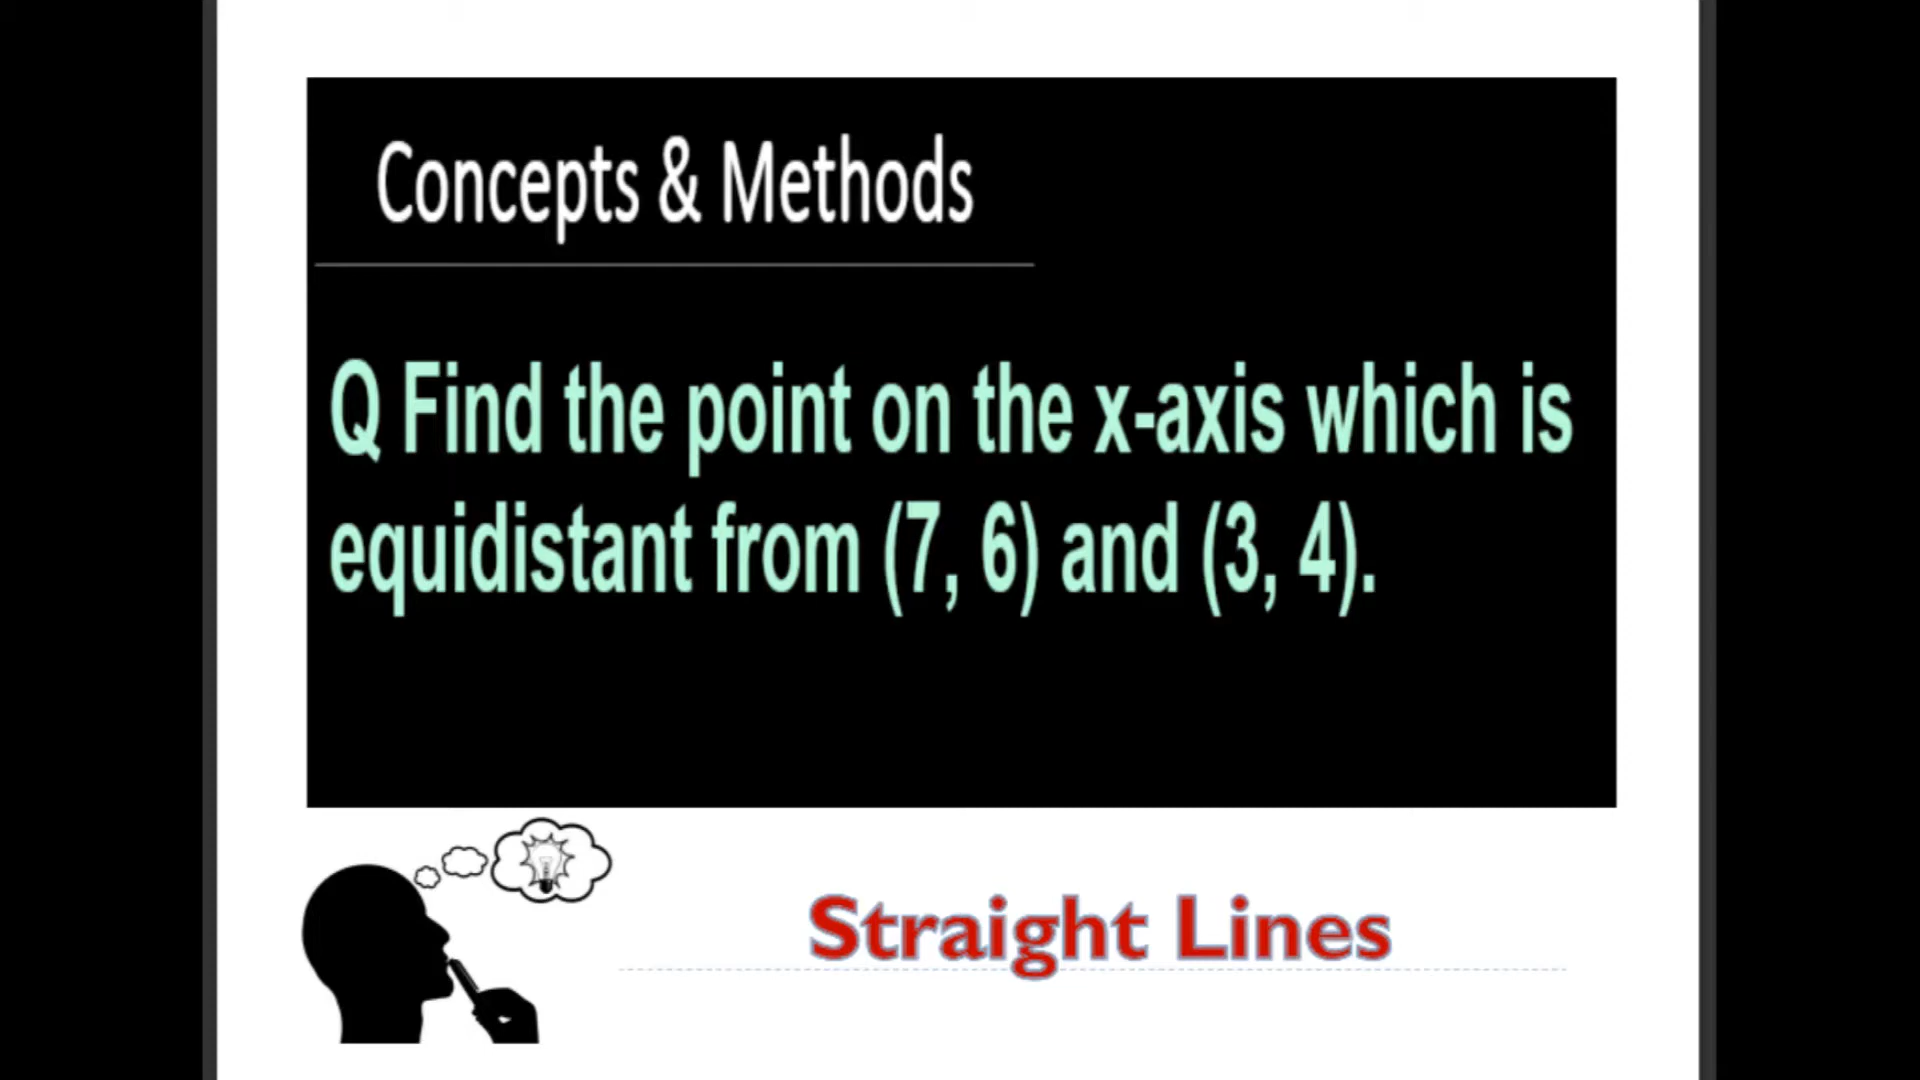 Concepts & Methods
Q Find the point on the x-axis which is
equidistant from (7, 6) and (3, 4).
Straight Lines